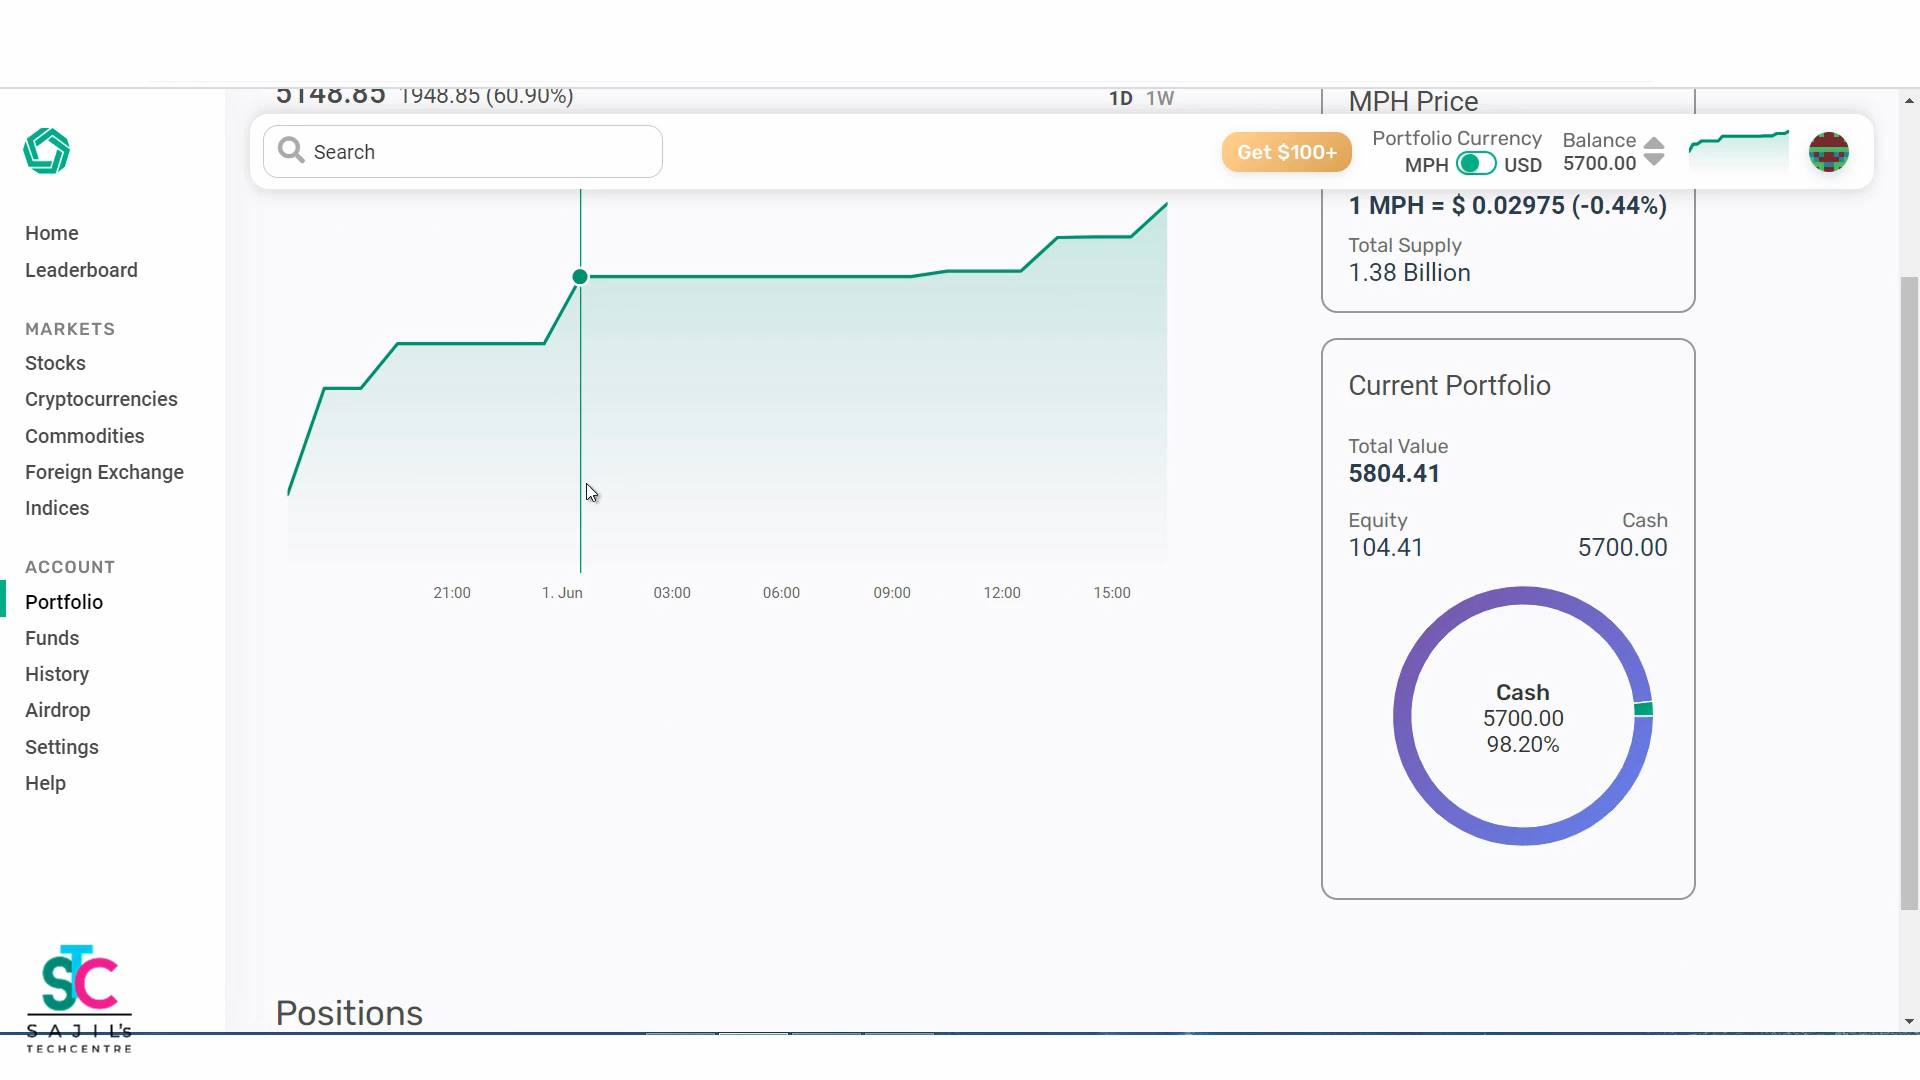 5148.85 1948.85 (60.90%)
1D 1W
MPH Price
Search
Get $100+
Portfolio Currency
MPH USD
Balance
5700.00
1 MPH = $ 0.02975 (-0.44%)
Total Supply
1.38 Billion
Home
Leaderboard
MARKETS
Stocks
Cryptocurrencies
Commodities
Foreign Exchange
Indices
ACCOUNT
Portfolio
Funds
History
Airdrop
Settings
Help
21:00 1. Jun 03:00 06:00 09:00 12:00 15:00
Current Portfolio
Total Value
5804.41
Equity Cash
104.41 5700.00
Cash
5700.00
98.20%
Positions
STC
SAJIL's
TECHCENTRE